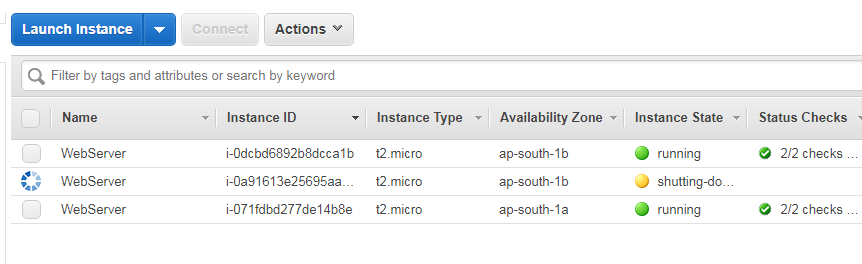 Launch Instance Connect Actions
Filter by tags and attributes or search by keyword
Name Instance ID Instance Type Availability Zone Instance State Status Checks
WebServer i-0dcbd6892b8dcca1b t2.micro ap-south-1b running 2/2 checks ...
WebServer i-0a91613e25695aa... t2.micro ap-south-1b shutting-do...
WebServer i-071fdbd277de14b8e t2.micro ap-south-1a running 2/2 checks ...